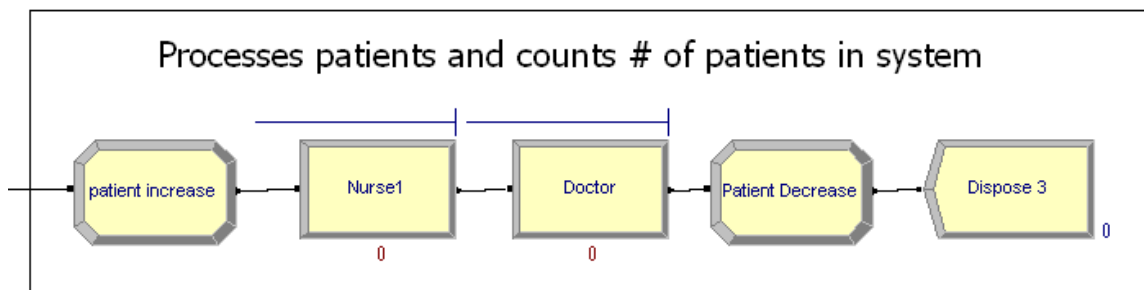 Processes patients and counts # of patients in system
patient increase
Nurse1
Doctor
Patient Decrease
Dispose 3
0
0
0